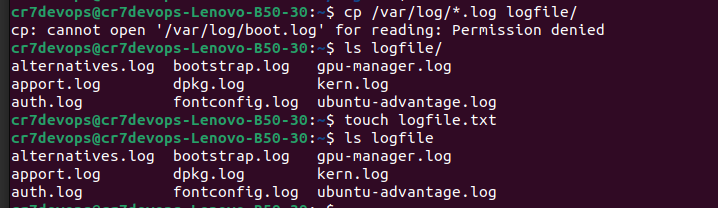 cr7devops@cr7devops-Lenovo-B50-30:~$ cp /var/log/*.log logfile/
cp: cannot open '/var/log/boot.log' for reading: Permission denied
cr7devops@cr7devops-Lenovo-B50-30:~$ ls logfile/
alternatives.log bootstrap.log gpu-manager.log
apport.log dpkg.log kern.log
auth.log fontconfig.log ubuntu-advantage.log
cr7devops@cr7devops-Lenovo-B50-30:~$ touch logfile.txt
cr7devops@cr7devops-Lenovo-B50-30:~$ ls logfile
alternatives.log bootstrap.log gpu-manager.log
apport.log dpkg.log kern.log
auth.log fontconfig.log ubuntu-advantage.log